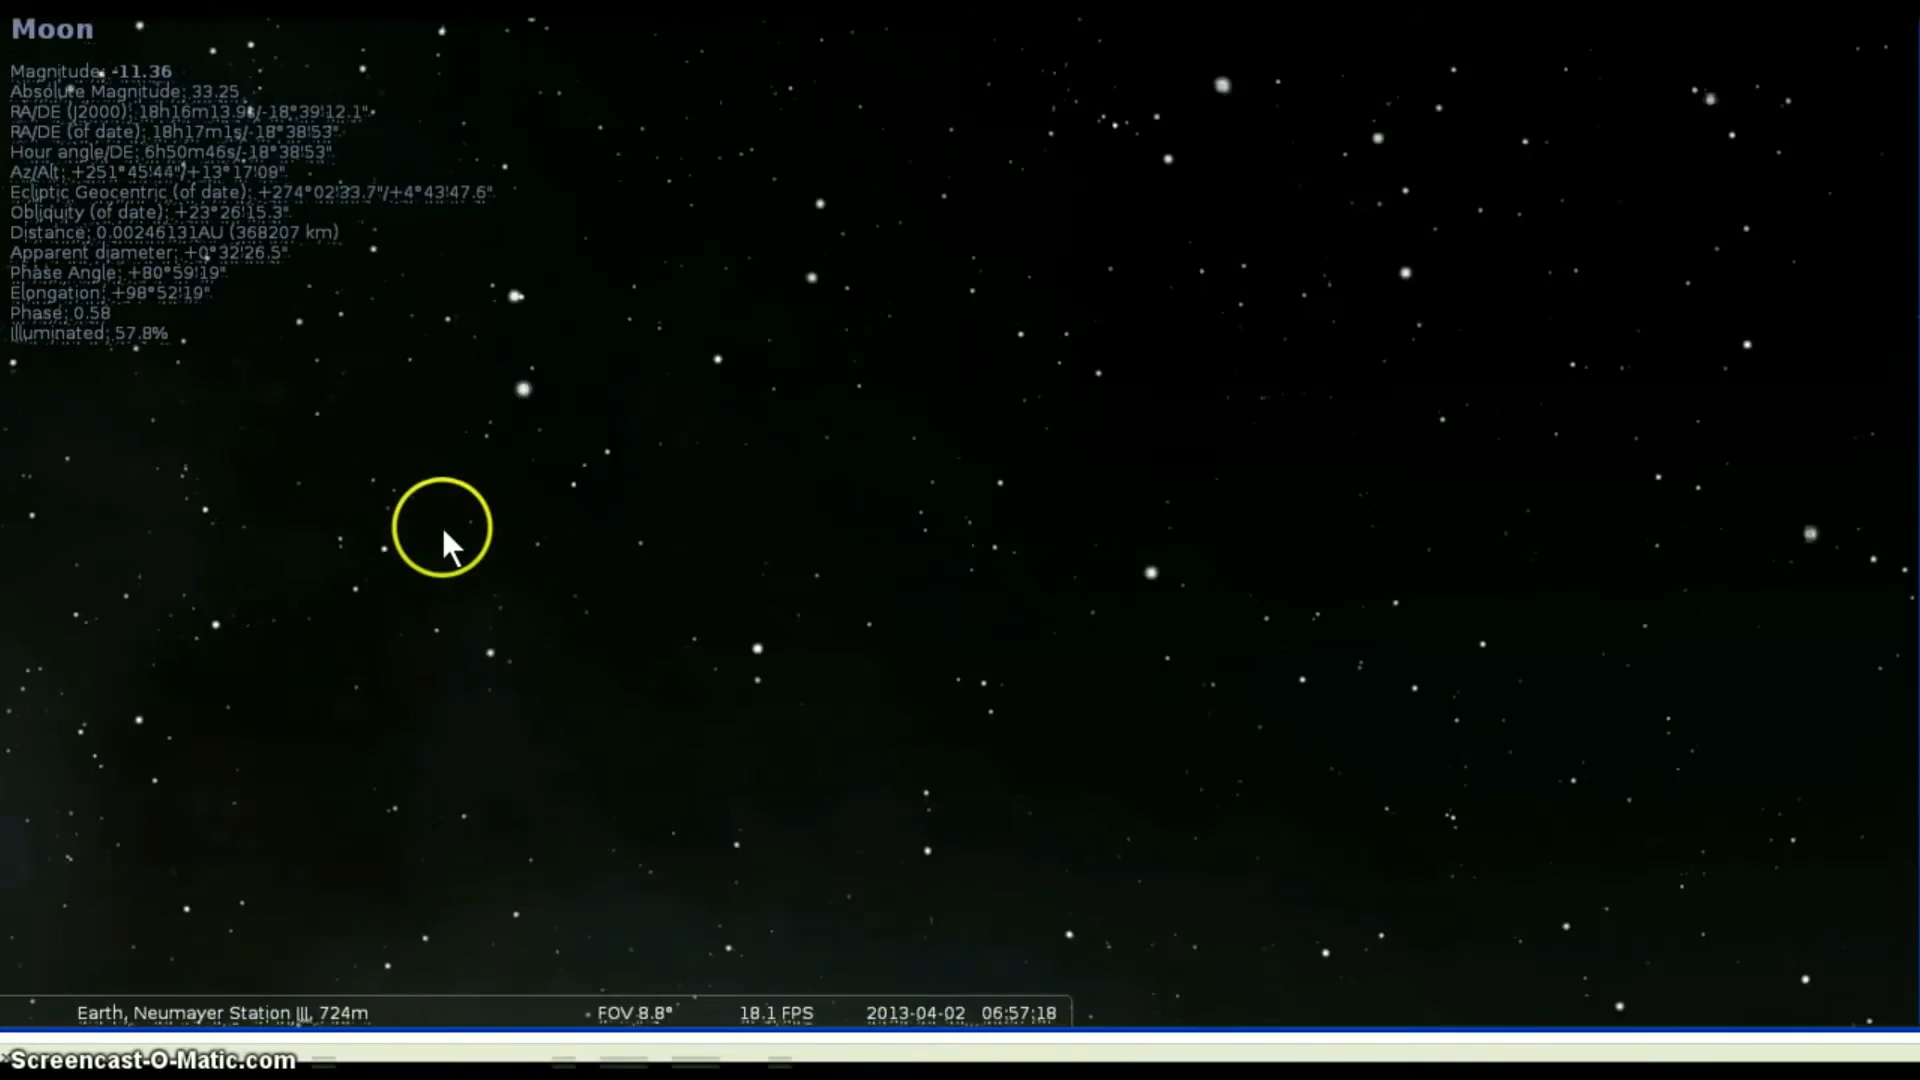 Moon
Magnitude: -11.36
Absolute Magnitude: 33.25
RA/DE (J2000): 18h16m13.9s/-18°39'12.1"
RA/DE (of date): 18h17m1s/-18°38'53"
Hour angle/DE: 6h50m46s/-18°38'53"
Az/Alt: +251°45'44"/+13°17'09"
Ecliptic Geocentric (of date): +274°02'33.7"/+4°43'47.6"
Obliquity (of date): +23°26'15.3"
Distance: 0.00246131AU (368207 km)
Apparent diameter: +0°32'26.5"
Phase Angle: +80°59'19"
Elongation: +98°52'19"
Phase: 0.58
Illuminated: 57.8%
Earth, Neumayer Station III, 724m FOV 8.8° 18.1 FPS 2013-04-02 06:57:18
Screencast-O-Matic.com